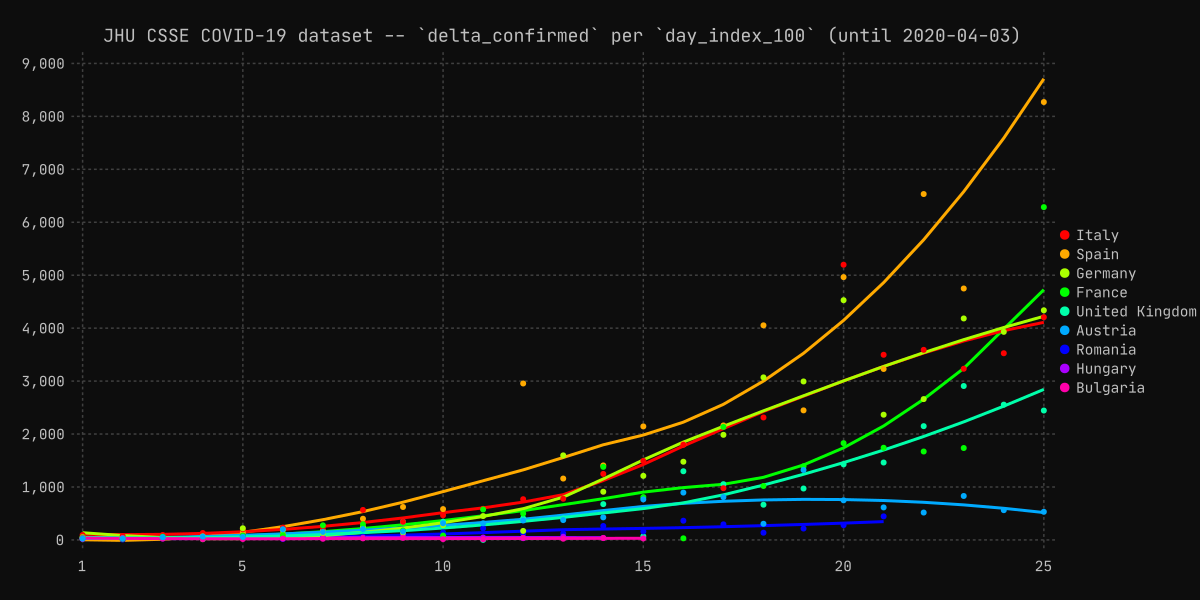 JHU CSSE COVID-19 dataset -- `delta_confirmed` per `day_index_100` (until 2020-04-03)
9,000
8,000
7,000
6,000
5,000
4,000
3,000
2,000
1,000
0
1 5 10 15 20 25
Italy
Spain
Germany
France
United Kingdom
Austria
Romania
Hungary
Bulgaria